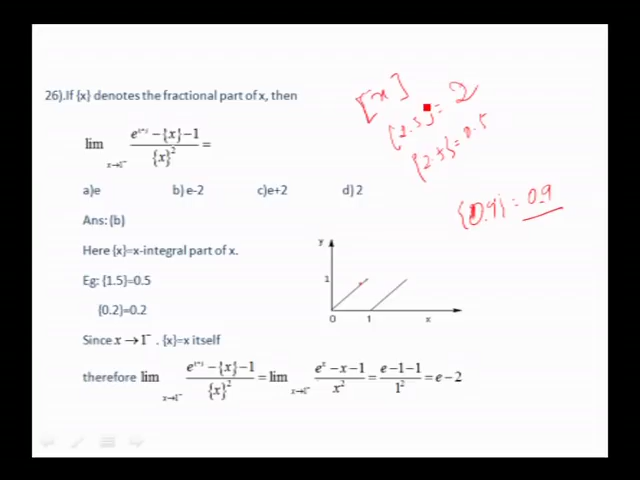 26).If {x} denotes the fractional part of x, then
lim x→1⁻ (e^{x} − {x} − 1) / {x}² =
a)e b) e-2 c)e+2 d) 2
Ans: (b)
Here {x}=x-integral part of x.
Eg: {1.5}=0.5
{0.2}=0.2
Since x → 1⁻ . {x}=x itself
therefore lim x→1⁻ (e^{x} − {x} − 1) / {x}² = lim x→1⁻ (e^x − x − 1) / x² = (e − 1 − 1) / 1² = e − 2
[x]
[2.5] = 2
{2.5} = 0.5
{0.9} = 0.9
y
1
0 1 x